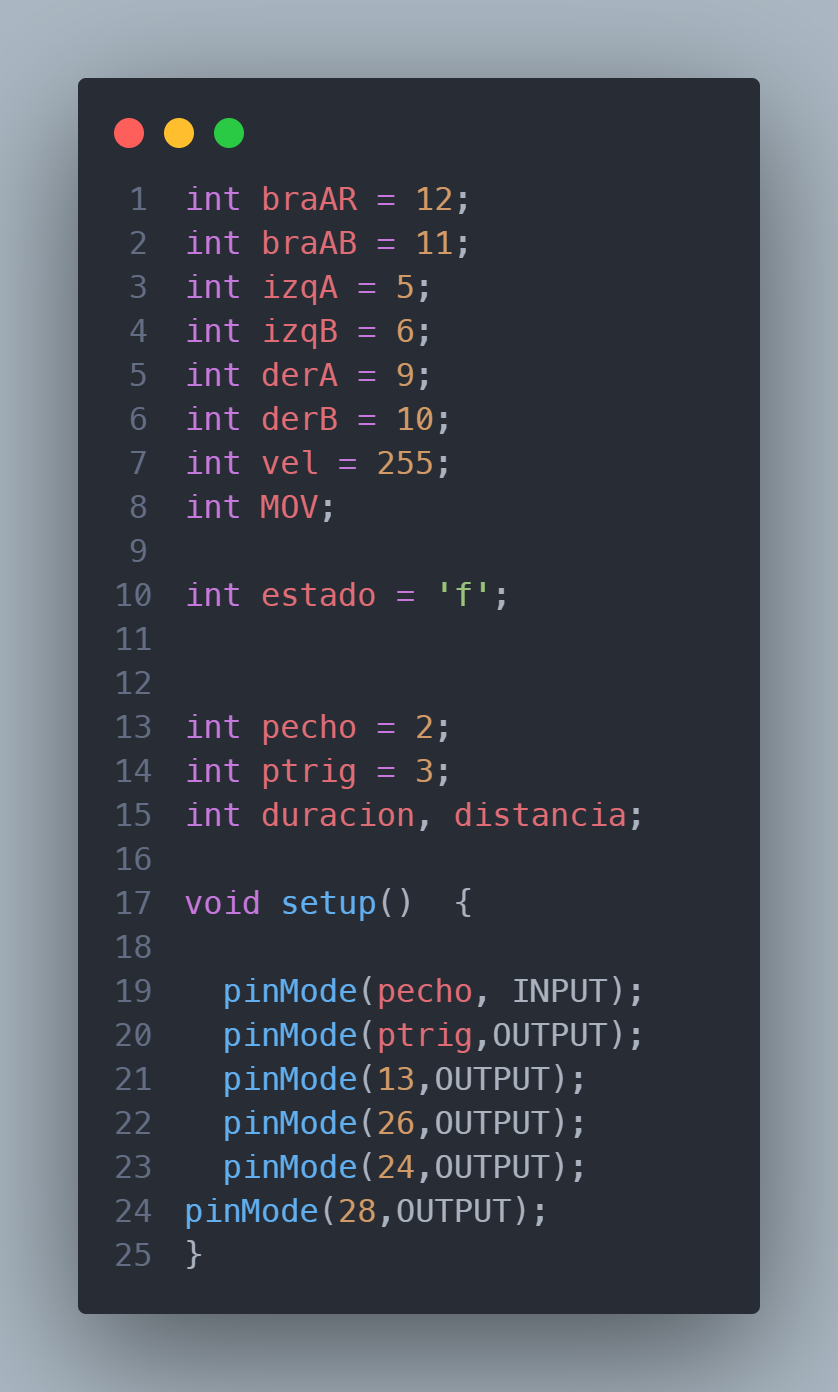 1 int braAR = 12;
2 int braAB = 11;
3 int izqA = 5;
4 int izqB = 6;
5 int derA = 9;
6 int derB = 10;
7 int vel = 255;
8 int MOV;
9
10 int estado = 'f';
11
12
13 int pecho = 2;
14 int ptrig = 3;
15 int duracion, distancia;
16
17 void setup()  {
18
19   pinMode(pecho, INPUT);
20   pinMode(ptrig,OUTPUT);
21   pinMode(13,OUTPUT);
22   pinMode(26,OUTPUT);
23   pinMode(24,OUTPUT);
24 pinMode(28,OUTPUT);
25 }